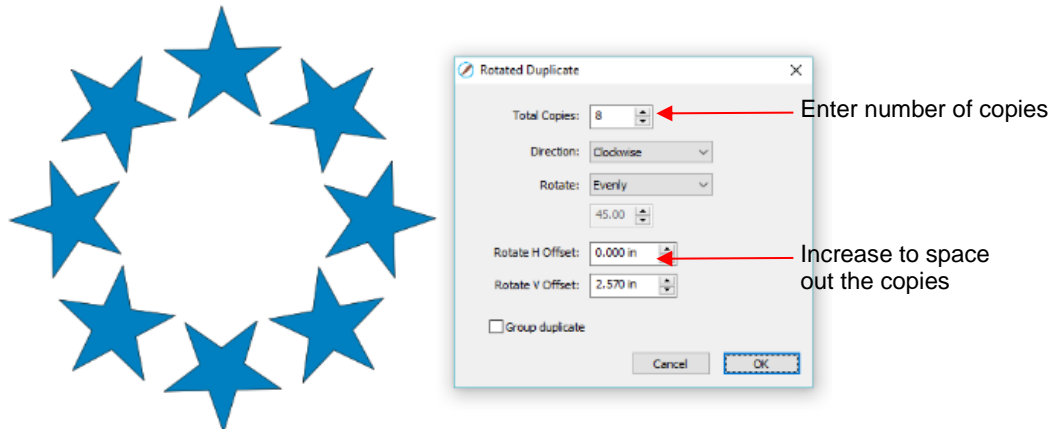 Rotated Duplicate
Total Copies: 8
Enter number of copies
Direction: Clockwise
Rotate: Evenly
45.00
Rotate H Offset: 0.000 in
Increase to space
out the copies
Rotate V Offset: 2.570 in
Group duplicate
Cancel OK